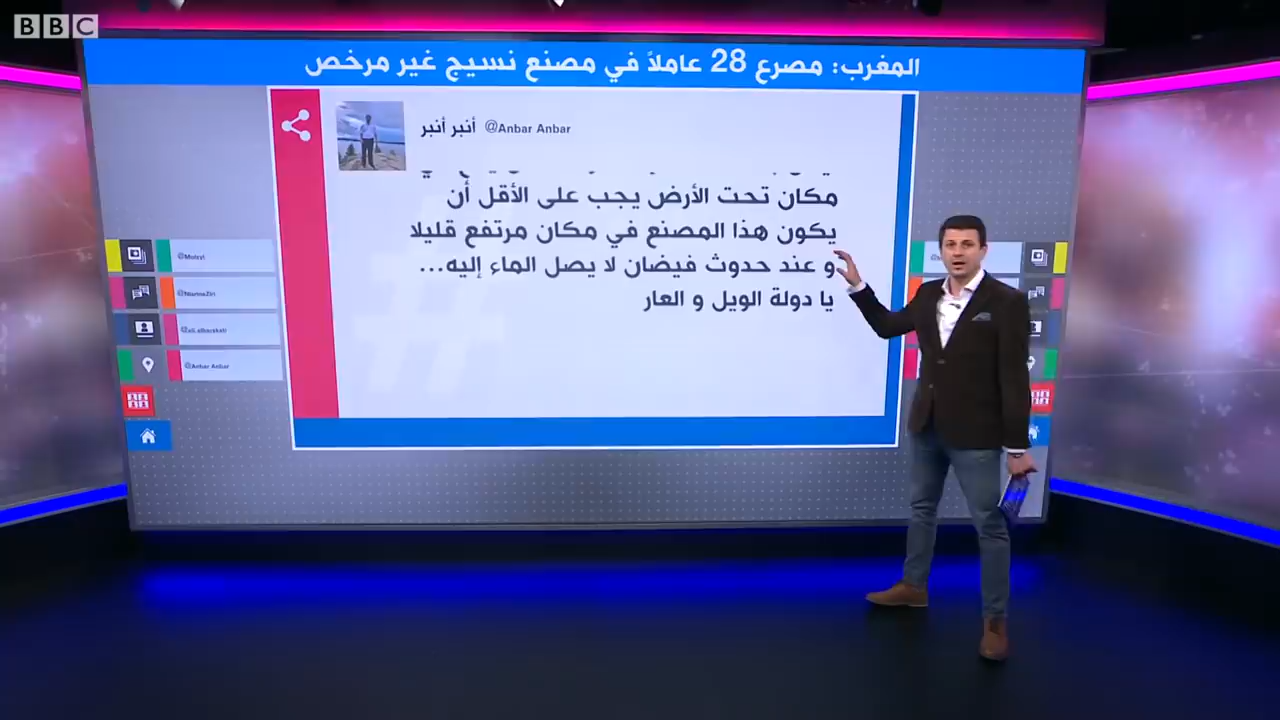 BBC
المغرب: مصرع 28 عاملاً في مصنع نسيج غير مرخص
أنبر أنبر @Anbar Anbar
مكان تحت الأرض يجب على الأقل أن
يكون هذا المصنع في مكان مرتفع قليلا
و عند حدوث فيضان لا يصل الماء إليه...
يا دولة الويل و العار
@ali.albarakati
@Anbar Anbar